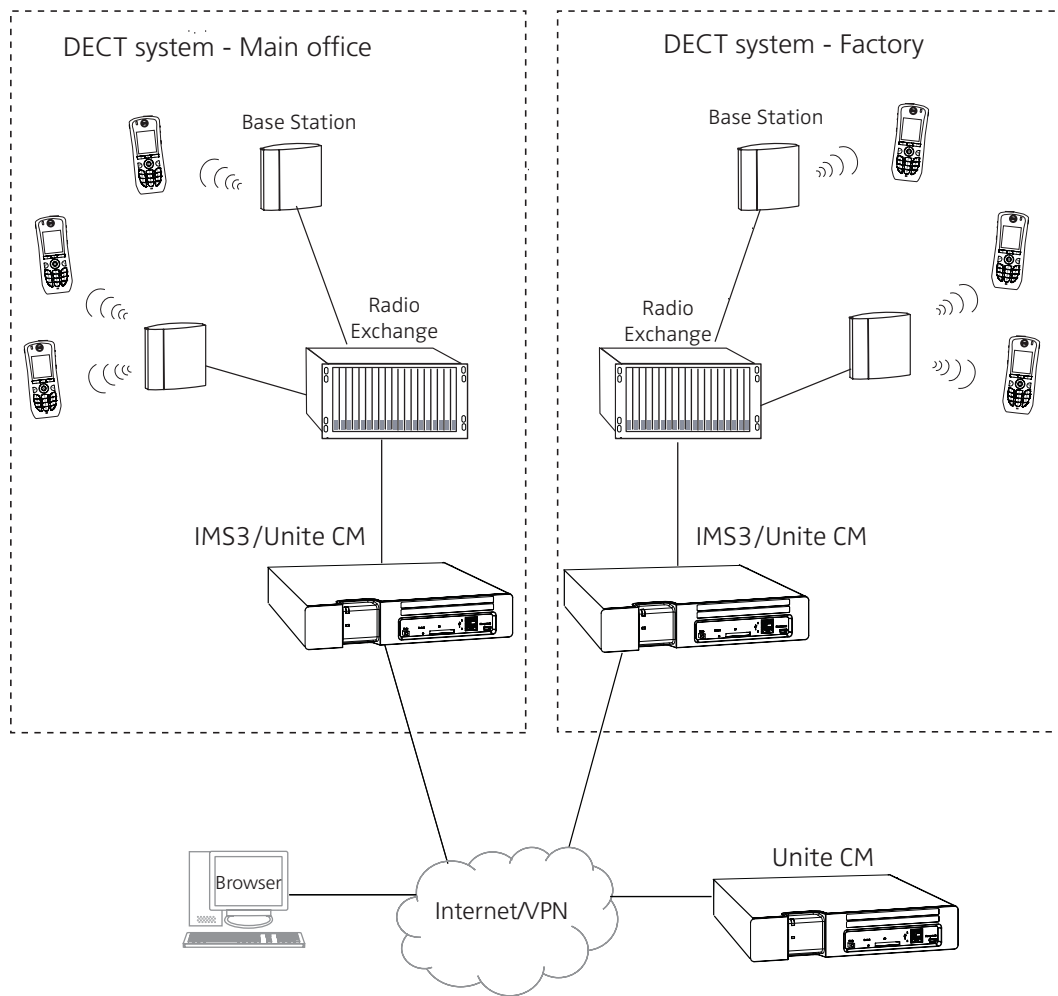 DECT system - Main office
DECT system - Factory
Base Station
Base Station
Radio
Exchange
Radio
Exchange
IMS3/Unite CM
IMS3/Unite CM
Browser
Internet/VPN
Unite CM